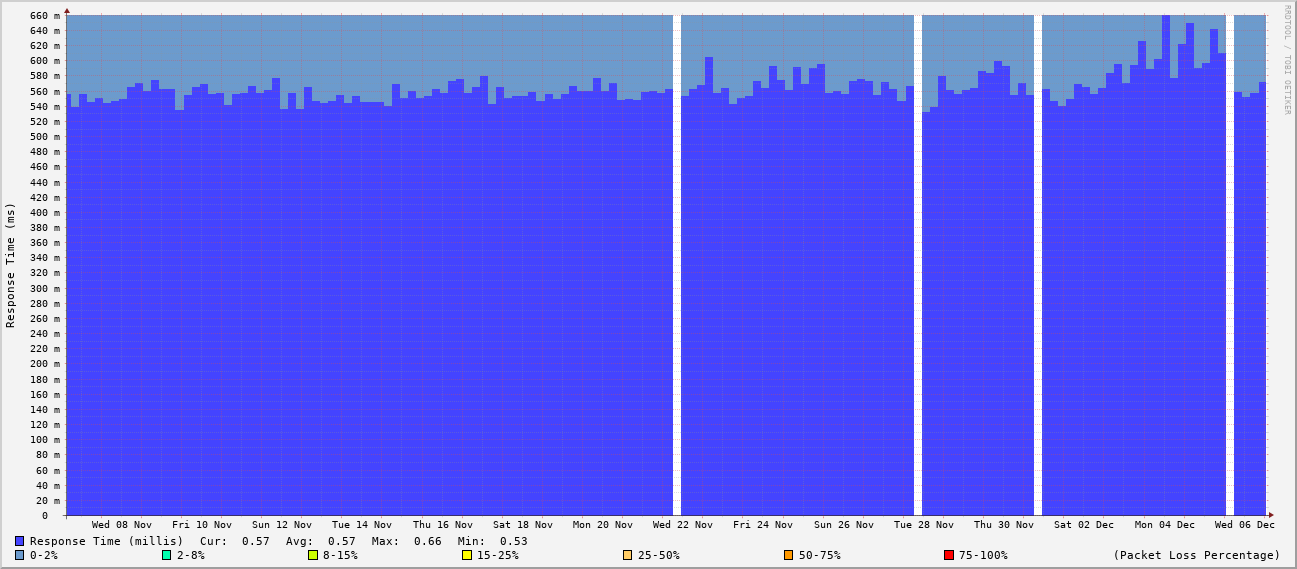 660 m
640 m
620 m
600 m
580 m
560 m
540 m
520 m
500 m
480 m
460 m
440 m
420 m
400 m
380 m
360 m
340 m
320 m
300 m
280 m
260 m
240 m
220 m
200 m
180 m
160 m
140 m
120 m
100 m
80 m
60 m
40 m
20 m
0
Response Time (ms)
RRDTOOL / TOBI OETIKER
Wed 08 Nov Fri 10 Nov Sun 12 Nov Tue 14 Nov Thu 16 Nov Sat 18 Nov Mon 20 Nov Wed 22 Nov Fri 24 Nov Sun 26 Nov Tue 28 Nov Thu 30 Nov Sat 02 Dec Mon 04 Dec Wed 06 Dec
Response Time (millis) Cur: 0.57 Avg: 0.57 Max: 0.66 Min: 0.53
0-2% 2-8% 8-15% 15-25% 25-50% 50-75% 75-100% (Packet Loss Percentage)